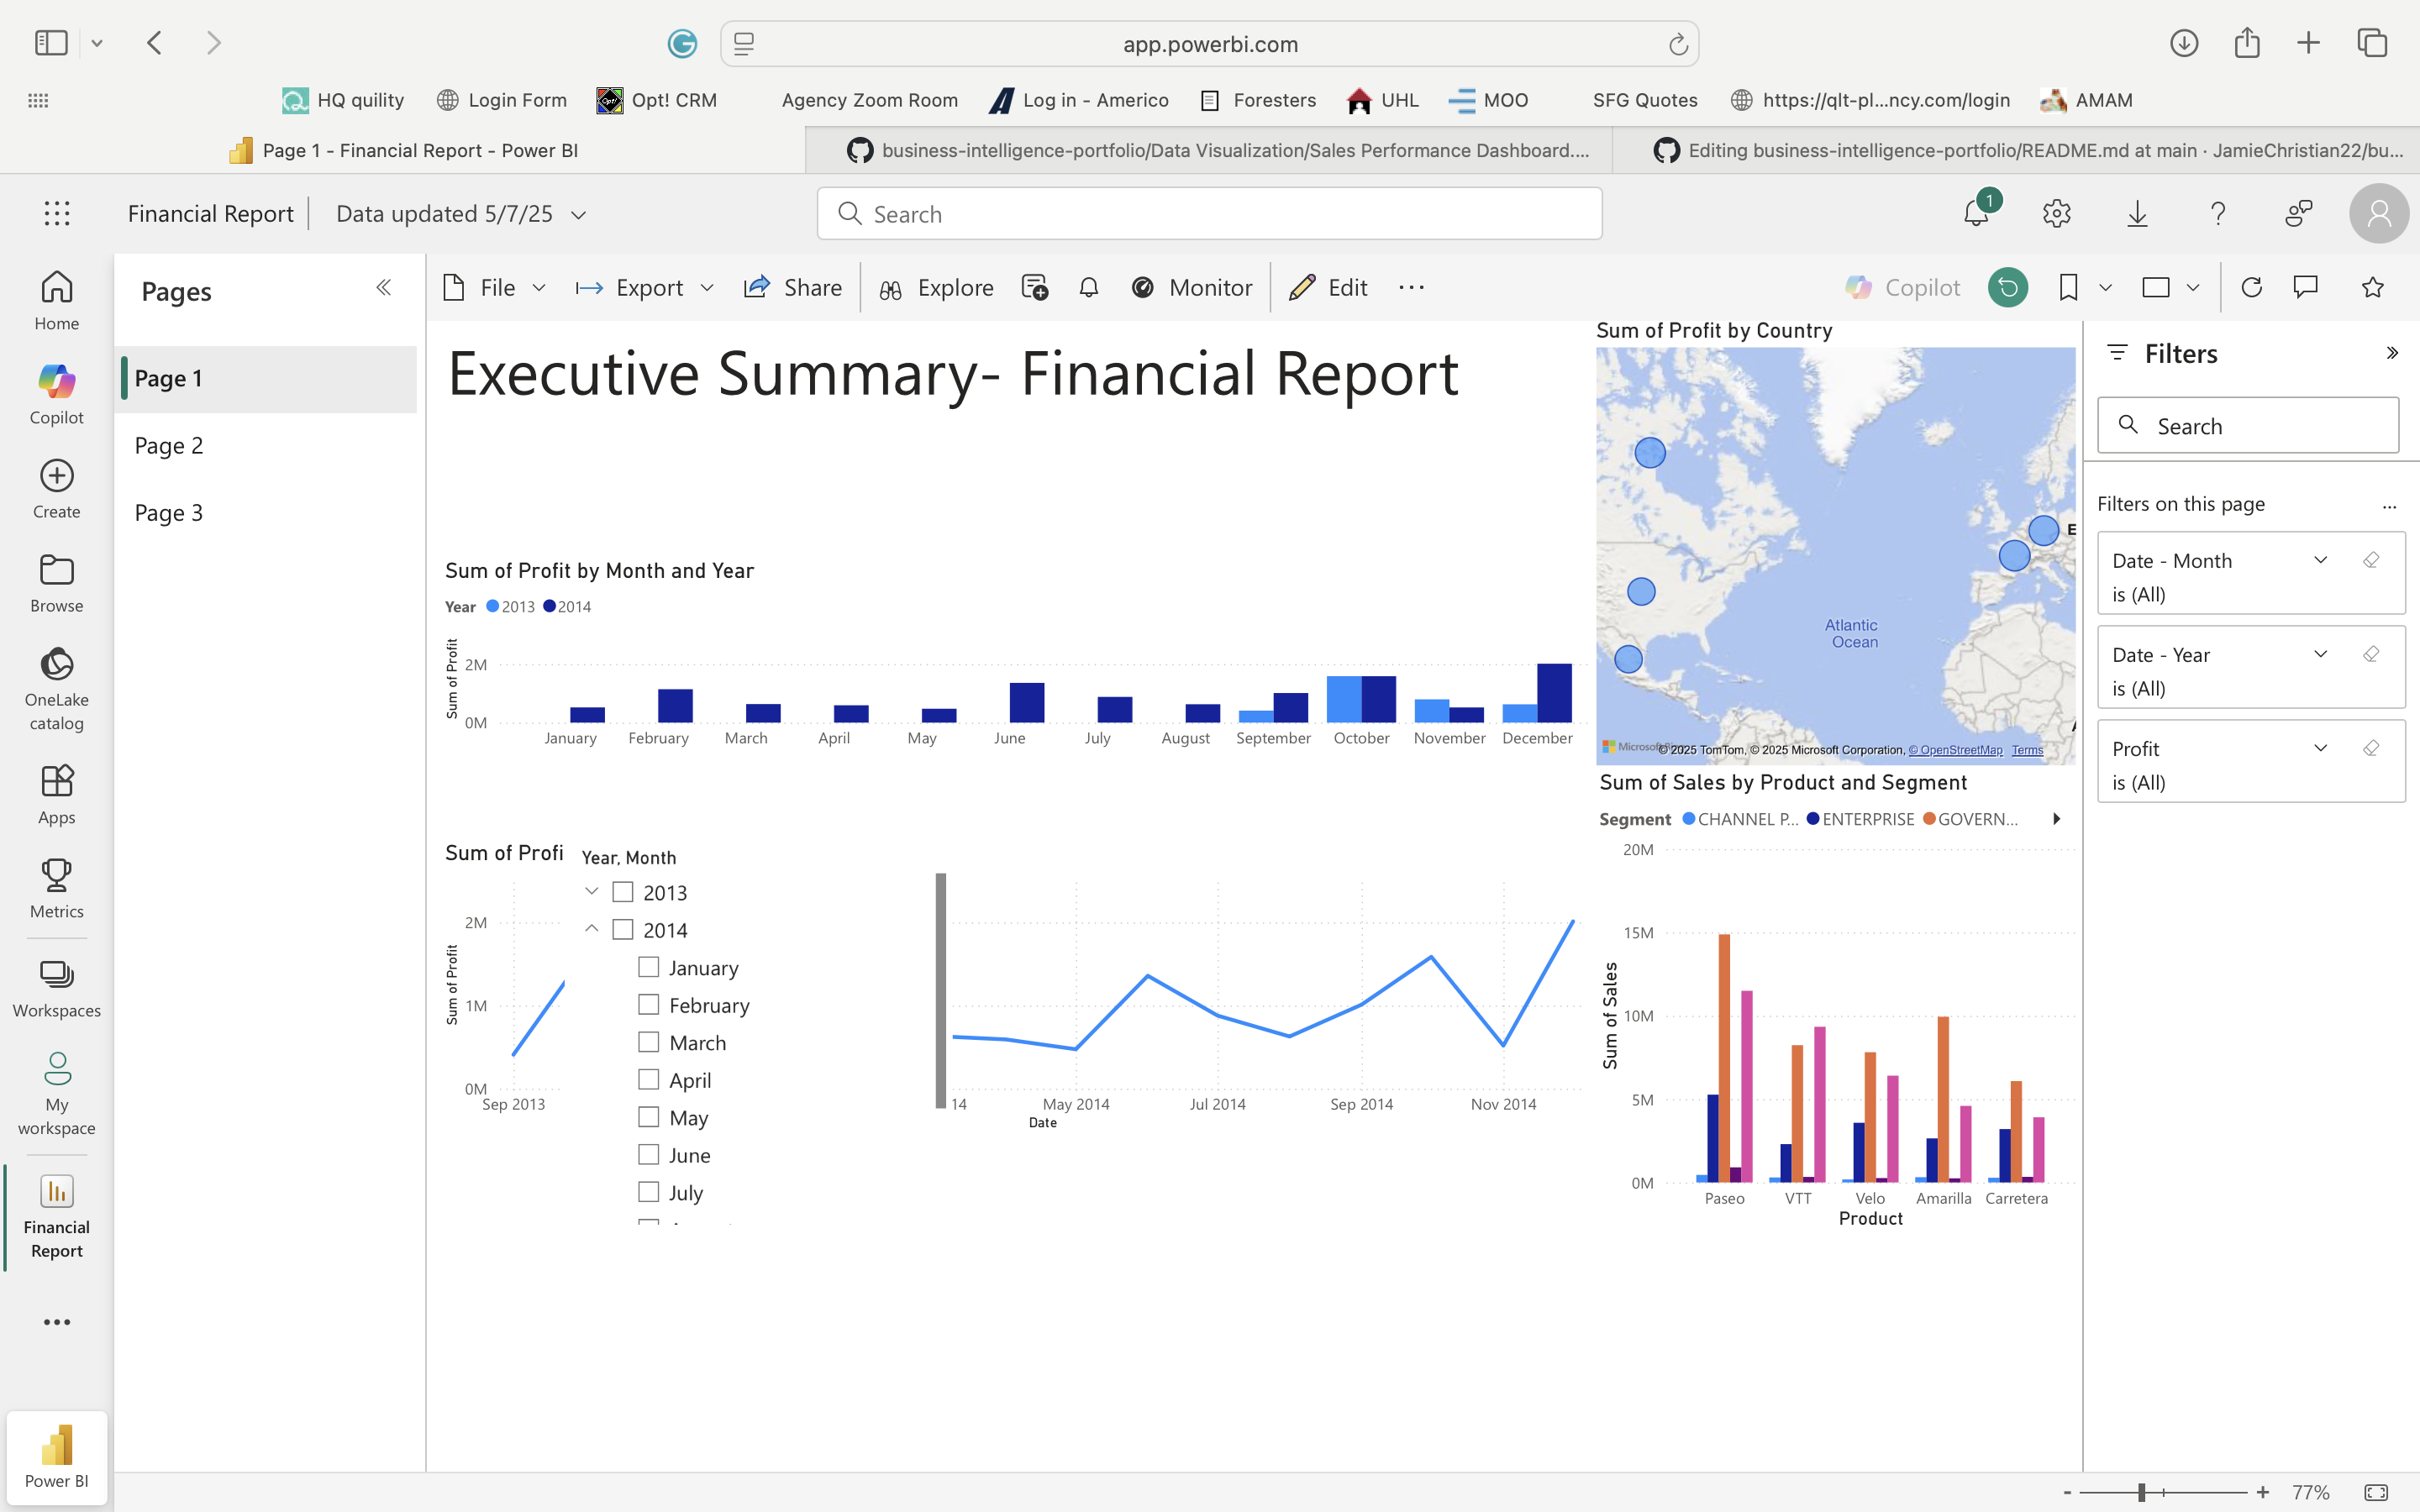 app.powerbi.com
HQ quility
Login Form
Opt! CRM
Agency Zoom Room
Log in - Americo
Foresters
UHL
MOO
SFG Quotes
https://qlt-pl...ncy.com/login
AMAM
Page 1 - Financial Report - Power BI
business-intelligence-portfolio/Data Visualization/Sales Performance Dashboard....
Editing business-intelligence-portfolio/README.md at main · JamieChristian22/bu...
Financial Report
Data updated 5/7/25
Search
1
Home
Copilot
Create
Browse
OneLake
catalog
Apps
Metrics
Workspaces
My
workspace
Financial
Report
Power BI
Pages
Page 1
Page 2
Page 3
File
Export
Share
Explore
Monitor
Edit
Copilot
Executive Summary- Financial Report
Sum of Profit by Month and Year
Year 2013 2014
Sum of Profit
2M
0M
January February March April May June July August September October November December
Sum of Profi
Sum of Profit
2M
1M
0M
Sep 2013
Year, Month
2013
2014
January
February
March
April
May
June
July
14 May 2014 Jul 2014 Sep 2014 Nov 2014
Date
Sum of Profit by Country
E
Atlantic
Ocean
© 2025 TomTom, © 2025 Microsoft Corporation, © OpenStreetMap Terms
Sum of Sales by Product and Segment
Segment CHANNEL P... ENTERPRISE GOVERN...
Sum of Sales
20M
15M
10M
5M
0M
Paseo VTT Velo Amarilla Carretera
Product
Filters
Search
Filters on this page
Date - Month
is (All)
Date - Year
is (All)
Profit
is (All)
77%